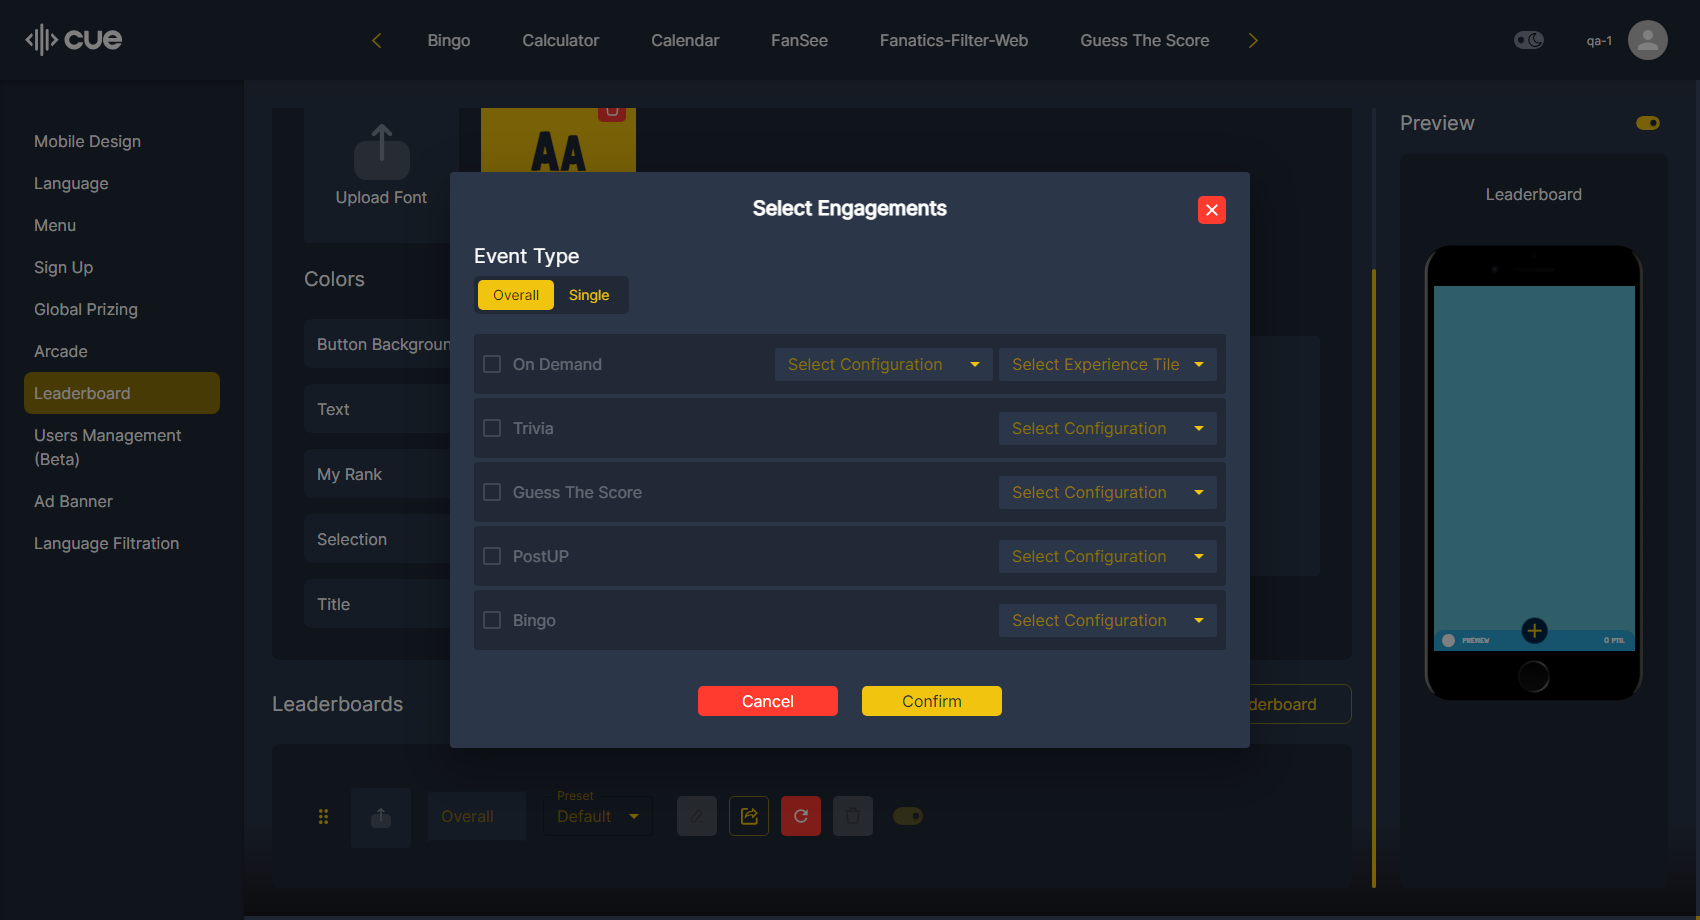 cue
Bingo
Calculator
Calendar
FanSee
Fanatics-Filter-Web
Guess The Score
qa-1
Mobile Design
Language
Menu
Sign Up
Global Prizing
Arcade
Leaderboard
Users Management
(Beta)
Ad Banner
Language Filtration
Upload Font
AA
Colors
Button Backgroun
Text
My Rank
Selection
Title
Select Engagements
Event Type
Overall
Single
On Demand
Select Configuration
Select Experience Tile
Trivia
Select Configuration
Guess The Score
Select Configuration
PostUP
Select Configuration
Bingo
Select Configuration
Cancel
Confirm
Leaderboards
derboard
Overall
Preset
Default
Preview
Leaderboard
PREVIEW
0 PTS.